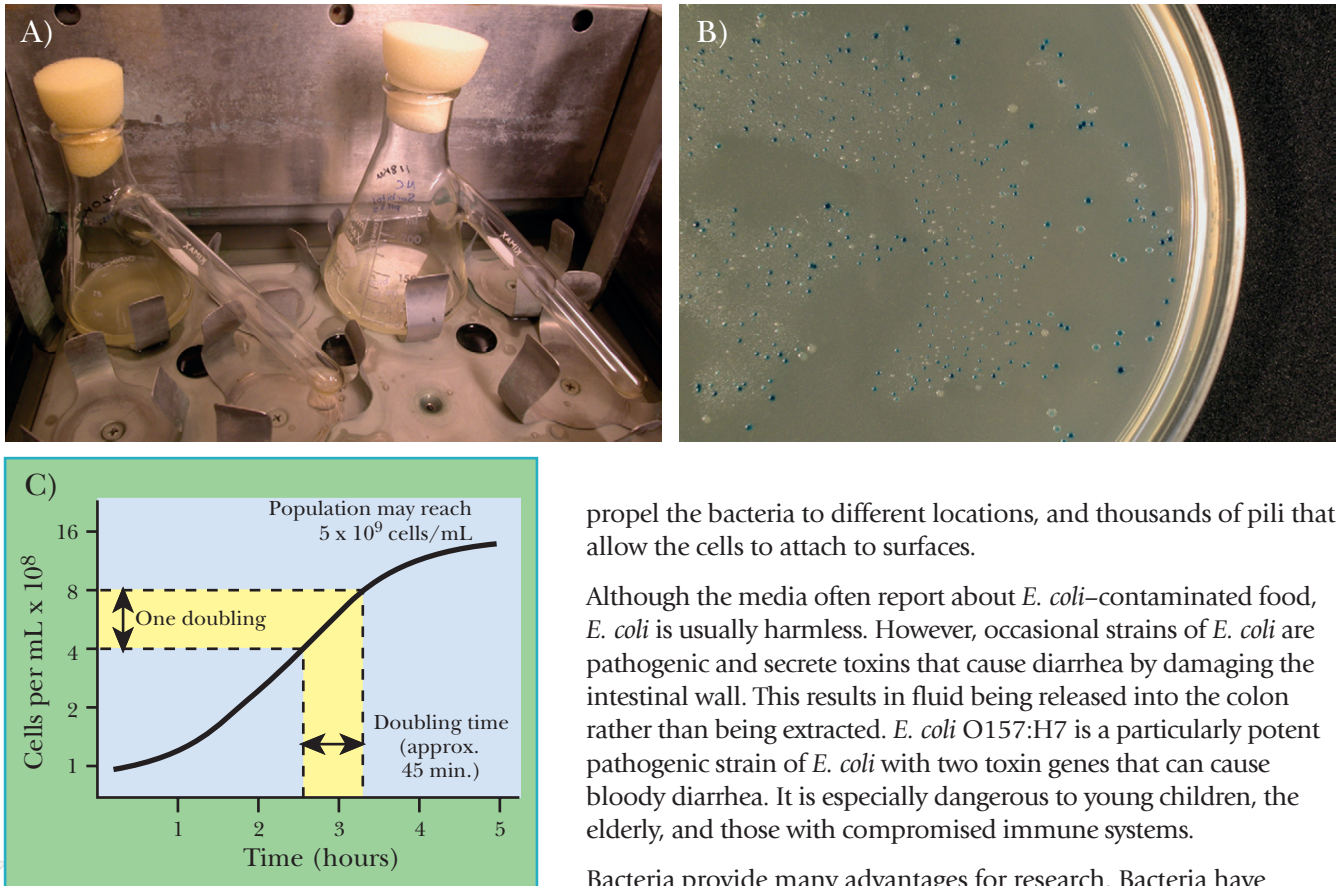 A)
KIMAX
KIMAX
150
B)
C)
Population may reach
5 x 10⁹ cells/mL
16
8
One doubling
4
2
Doubling time
(approx.
45 min.)
1
Cells per mL x 10⁸
1 2 3 4 5
Time (hours)
propel the bacteria to different locations, and thousands of pili that
allow the cells to attach to surfaces.
Although the media often report about E. coli–contaminated food,
E. coli is usually harmless. However, occasional strains of E. coli are
pathogenic and secrete toxins that cause diarrhea by damaging the
intestinal wall. This results in fluid being released into the colon
rather than being extracted. E. coli O157:H7 is a particularly potent
pathogenic strain of E. coli with two toxin genes that can cause
bloody diarrhea. It is especially dangerous to young children, the
elderly, and those with compromised immune systems.
Bacteria provide many advantages for research. Bacteria have